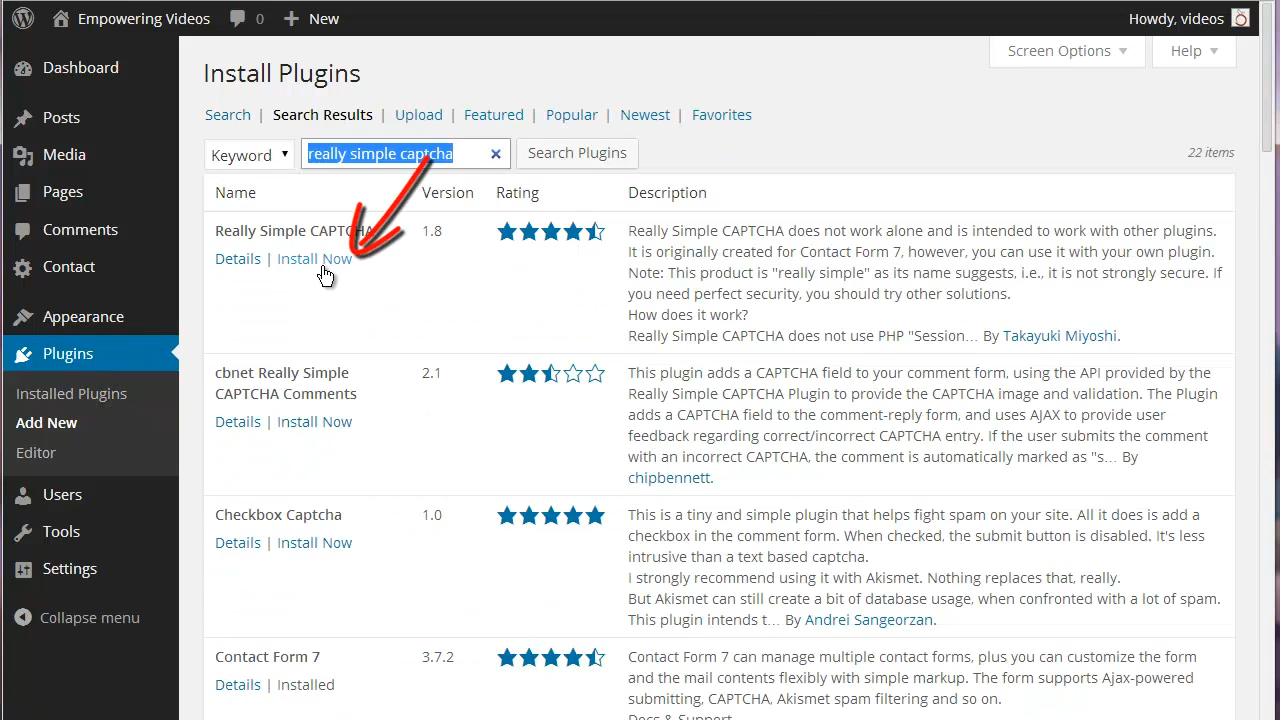 Empowering Videos 0 New Howdy, videos
Screen Options Help
Dashboard
Posts
Media
Pages
Comments
Contact
Appearance
Plugins
Installed Plugins
Add New
Editor
Users
Tools
Settings
Collapse menu
Install Plugins
Search | Search Results | Upload | Featured | Popular | Newest | Favorites
Keyword really simple captcha Search Plugins 22 items
Name Version Rating Description
Really Simple CAPTCHA 1.8
Details | Install Now
Really Simple CAPTCHA does not work alone and is intended to work with other plugins.
It is originally created for Contact Form 7, however, you can use it with your own plugin.
Note: This product is "really simple" as its name suggests, i.e., it is not strongly secure. If
you need perfect security, you should try other solutions.
How does it work?
Really Simple CAPTCHA does not use PHP "Session… By Takayuki Miyoshi.
cbnet Really Simple 2.1
CAPTCHA Comments
Details | Install Now
This plugin adds a CAPTCHA field to your comment form, using the API provided by the
Really Simple CAPTCHA Plugin to provide the CAPTCHA image and validation. The Plugin
adds a CAPTCHA field to the comment-reply form, and uses AJAX to provide user
feedback regarding correct/incorrect CAPTCHA entry. If the user submits the comment
with an incorrect CAPTCHA, the comment is automatically marked as "s… By
chipbennett.
Checkbox Captcha 1.0
Details | Install Now
This is a tiny and simple plugin that helps fight spam on your site. All it does is add a
checkbox in the comment form. When checked, the submit button is disabled. It's less
intrusive than a text based captcha.
I strongly recommend using it with Akismet. Nothing replaces that, really.
But Akismet can still create a bit of database usage, when confronted with a lot of spam.
This plugin intends t… By Andrei Sangeorzan.
Contact Form 7 3.7.2
Details | Installed
Contact Form 7 can manage multiple contact forms, plus you can customize the form
and the mail contents flexibly with simple markup. The form supports Ajax-powered
submitting, CAPTCHA, Akismet spam filtering and so on.
Docs & Support